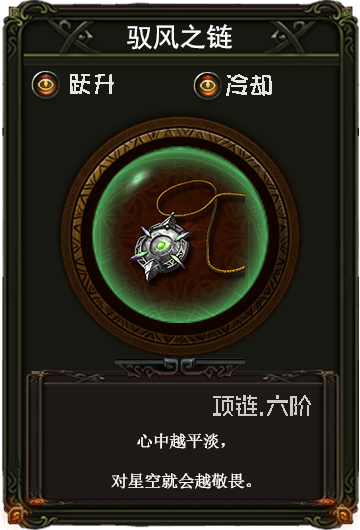 驭风之链
跃升 冷却
项链.六阶
心中越平淡，
对星空就会越敬畏。